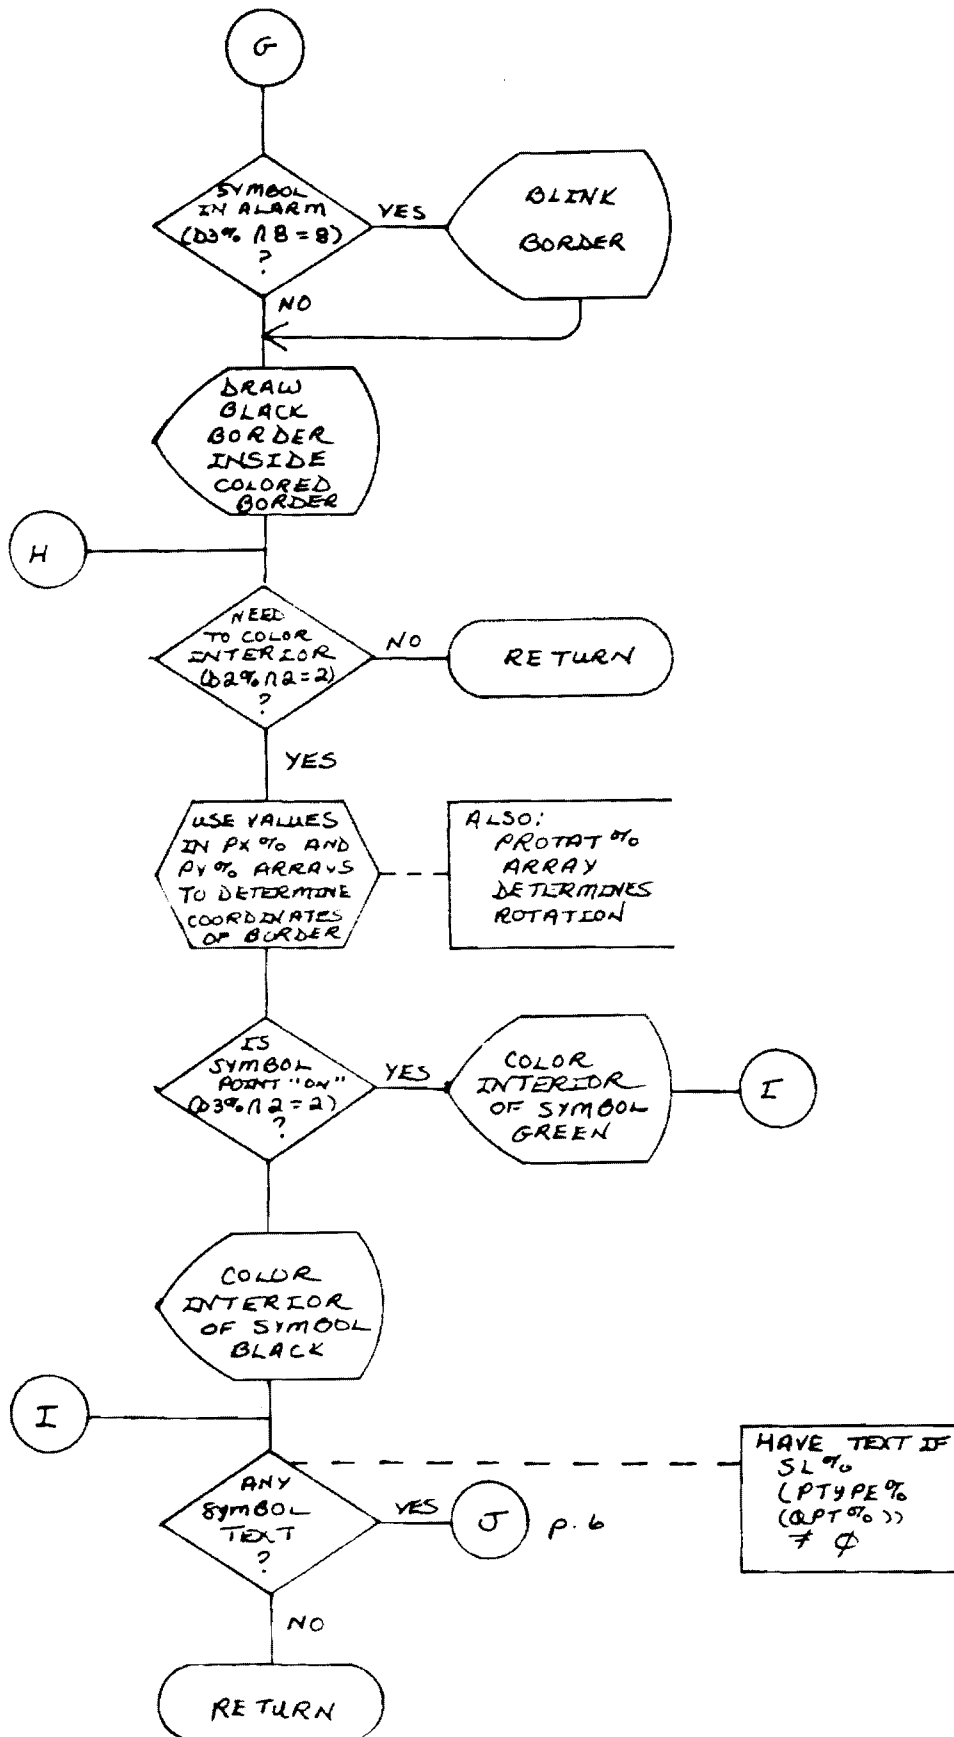 G
SYMBOL
IN ALARM
(D3% ∩ 8 = 8)
?
YES
BLINK
BORDER
NO
DRAW
BLACK
BORDER
INSIDE
COLORED
BORDER
H
NEED
TO COLOR
INTERIOR
(D2% ∩ 2 = 2)
?
NO
RETURN
YES
USE VALUES
IN PX% AND
PY% ARRAYS
TO DETERMINE
COORDINATES
OF BORDER
ALSO:
PROTAT%
ARRAY
DETERMINES
ROTATION
IS
SYMBOL
POINT "ON"
(D3% ∩ 2 = 2)
?
YES
COLOR
INTERIOR
OF SYMBOL
GREEN
I
COLOR
INTERIOR
OF SYMBOL
BLACK
I
ANY
SYMBOL
TEXT
?
YES
J
p. 6
HAVE TEXT IF
SL%
(PTYPE%
(QPT%))
≠ ∅
NO
RETURN